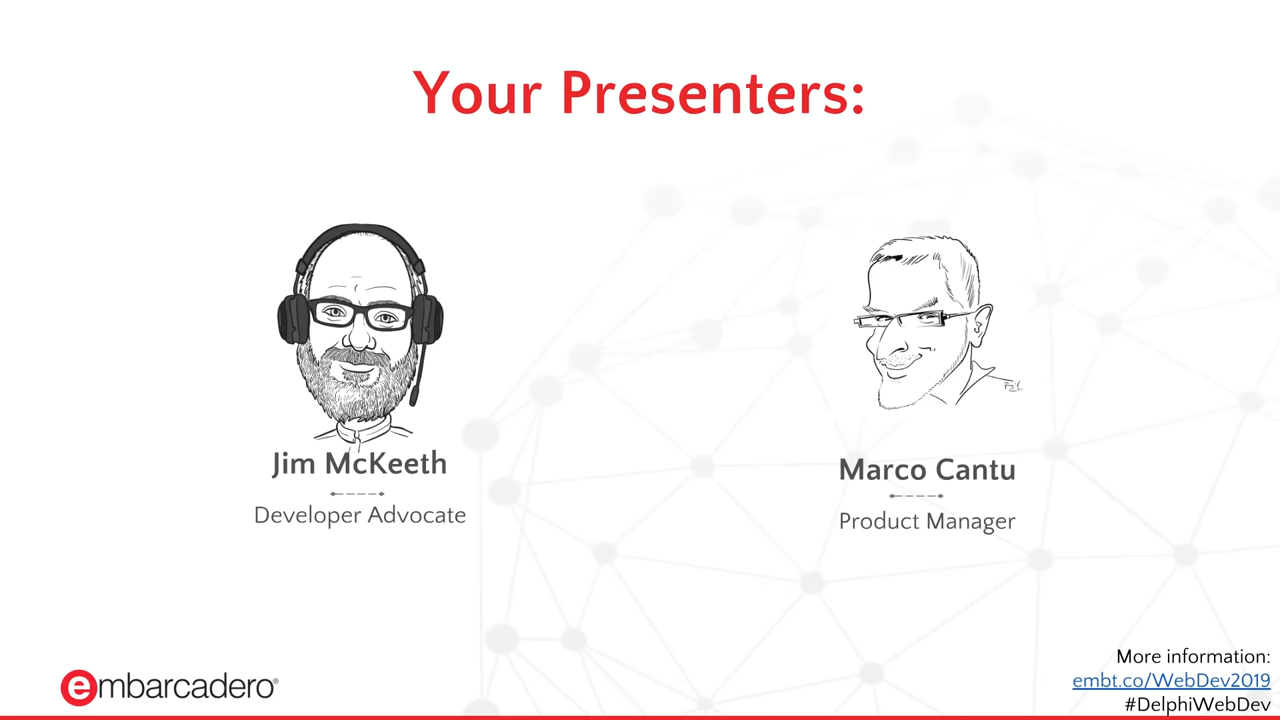 Your Presenters:
Jim McKeeth
Developer Advocate
Marco Cantu
Product Manager
embarcadero®
More information:
embt.co/WebDev2019
#DelphiWebDev